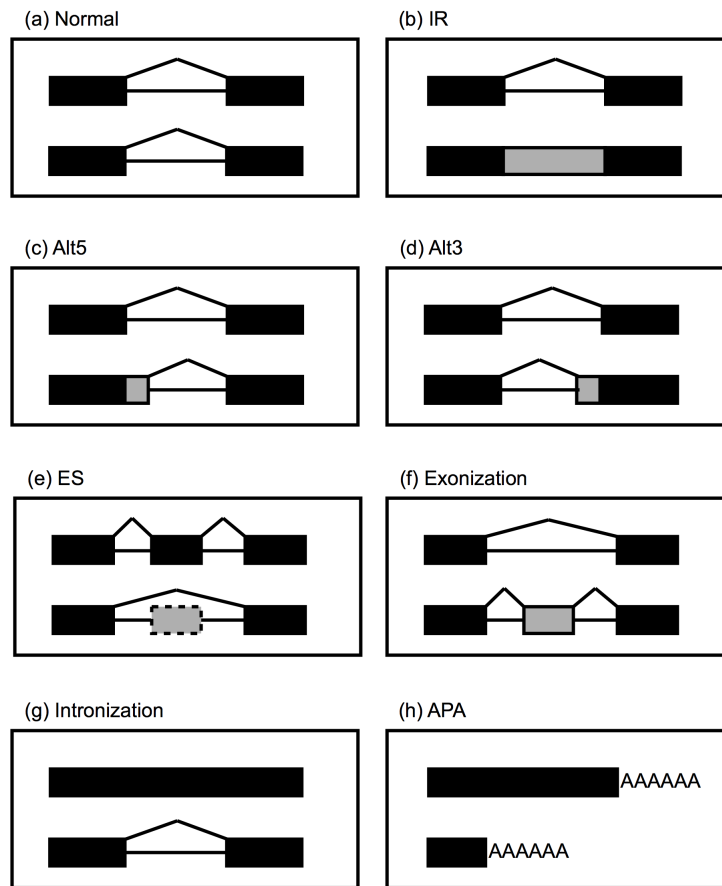 (a) Normal
(b) IR
(c) Alt5
(d) Alt3
(e) ES
(f) Exonization
(g) Intronization
(h) APA
AAAAAA
AAAAAA